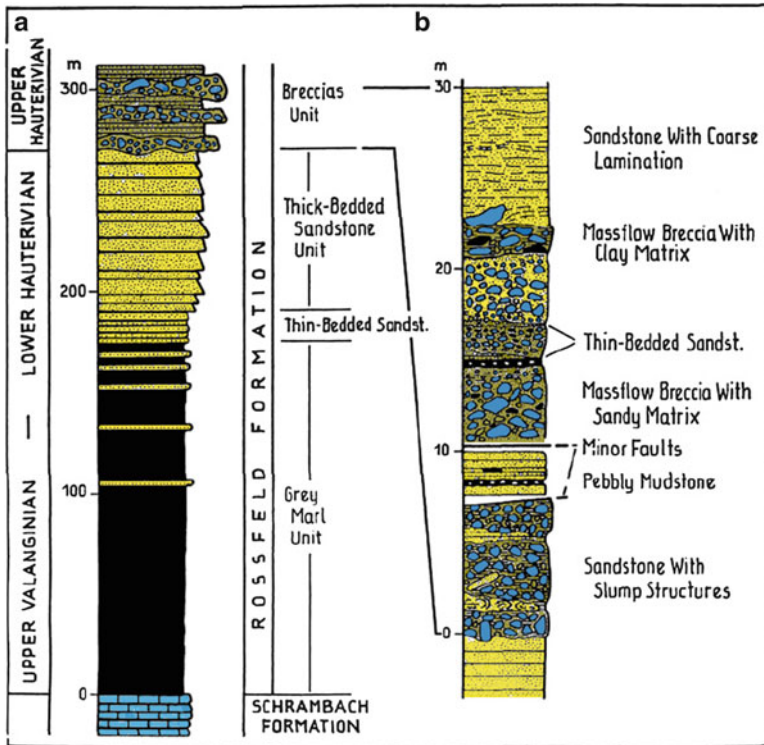 a
m
300
200
100
0
UPPER
HAUTERIVIAN
LOWER HAUTERIVIAN
—
UPPER VALANGINIAN
ROSSFELD FORMATION
Breccias
Unit
Thick-Bedded
Sandstone
Unit
Thin-Bedded Sandst.
Grey
Marl
Unit
SCHRAMBACH
FORMATION
b
m
30
20
10
0
Sandstone With Coarse
Lamination
Massflow Breccia With
Clay Matrix
Thin-Bedded Sandst.
Massflow Breccia With
Sandy Matrix
Minor Faults
Pebbly Mudstone
Sandstone With
Slump Structures